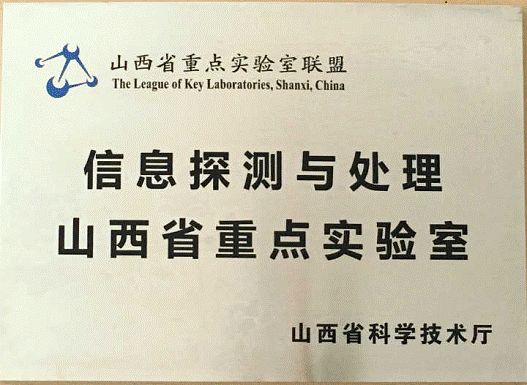 山西省重点实验室联盟
The League of Key Laboratories, Shanxi, China
信息探测与处理
山西省重点实验室
山西省科学技术厅